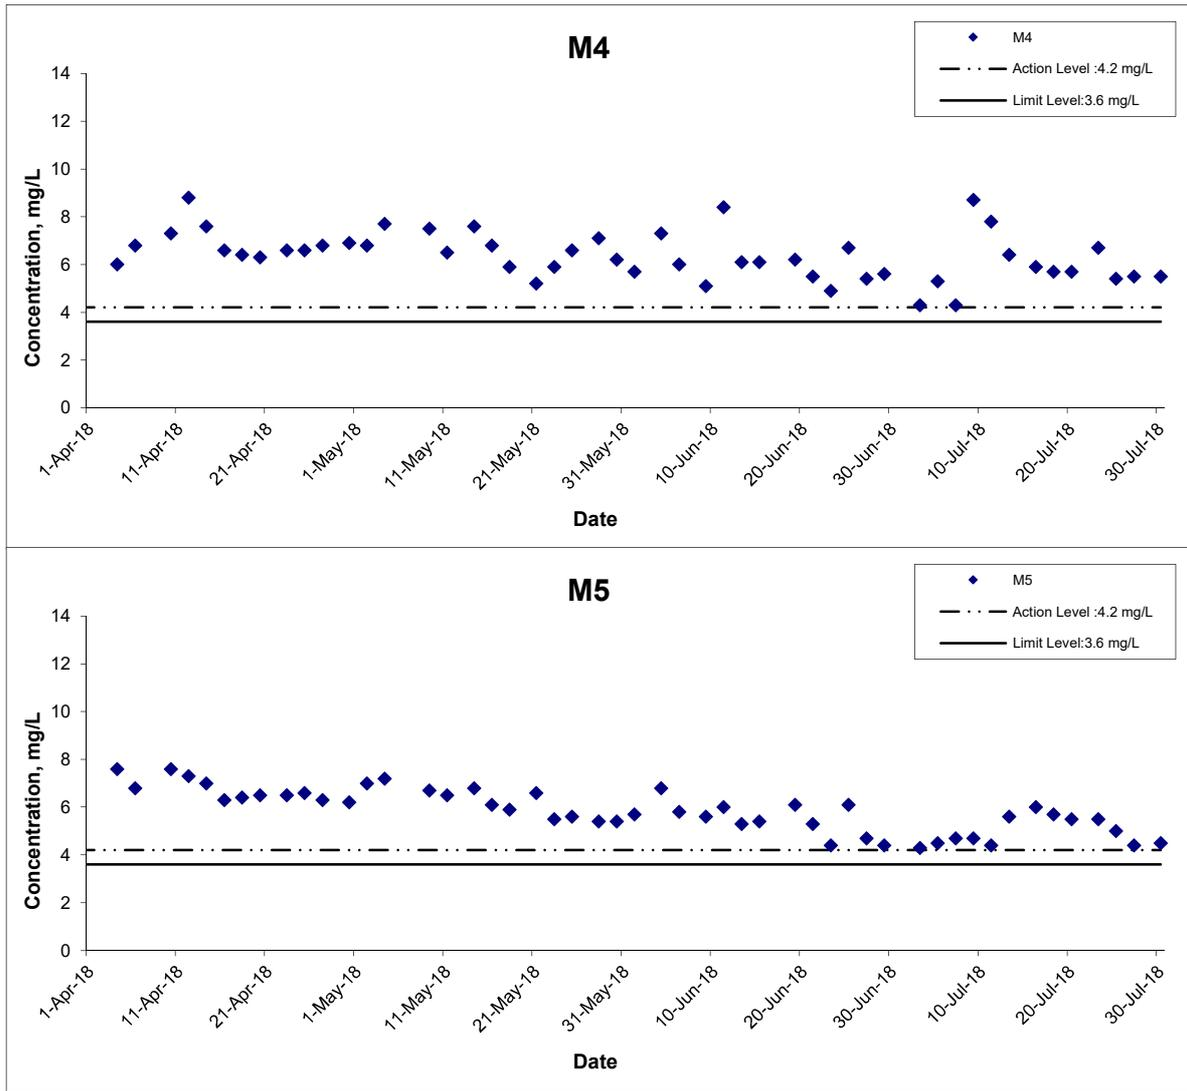 M4
M4
Action Level :4.2 mg/L
Limit Level:3.6 mg/L
Concentration, mg/L
14
12
10
8
6
4
2
0
1-Apr-18
11-Apr-18
21-Apr-18
1-May-18
11-May-18
21-May-18
31-May-18
10-Jun-18
20-Jun-18
30-Jun-18
10-Jul-18
20-Jul-18
30-Jul-18
Date
M5
M5
Action Level :4.2 mg/L
Limit Level:3.6 mg/L
Concentration, mg/L
14
12
10
8
6
4
2
0
1-Apr-18
11-Apr-18
21-Apr-18
1-May-18
11-May-18
21-May-18
31-May-18
10-Jun-18
20-Jun-18
30-Jun-18
10-Jul-18
20-Jul-18
30-Jul-18
Date